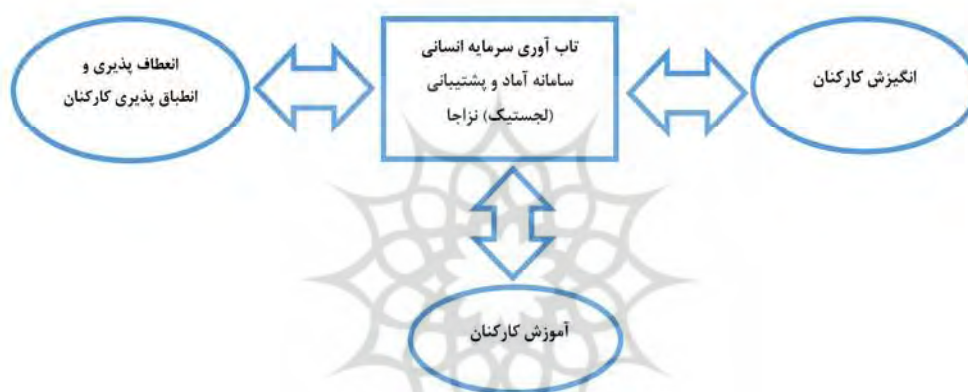 انگیزش کارکنان
تاب آوری سرمایه انسانی
سامانه آماد و پشتیبانی
(لجستیک) نزاجا
انعطاف پذیری و
انطباق پذیری کارکنان
آموزش کارکنان